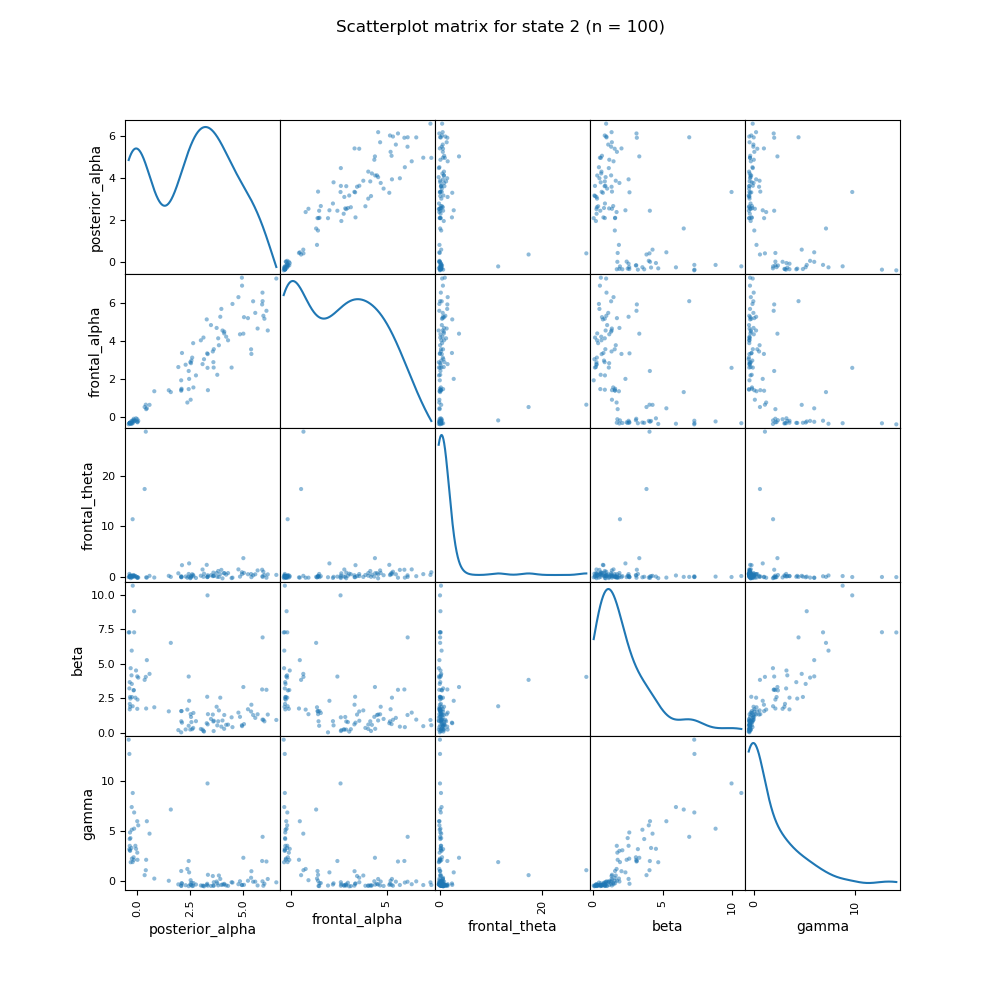 Scatterplot matrix for state 2 (n = 100)
posterior_alpha
6
4
2
0
frontal_alpha
6
4
2
0
frontal_theta
20
10
0
beta
10.0
7.5
5.0
2.5
0.0
gamma
10
5
0
0.0 2.5 5.0 0 5 0 20 0 5 10 0 10
posterior_alpha frontal_alpha frontal_theta beta gamma